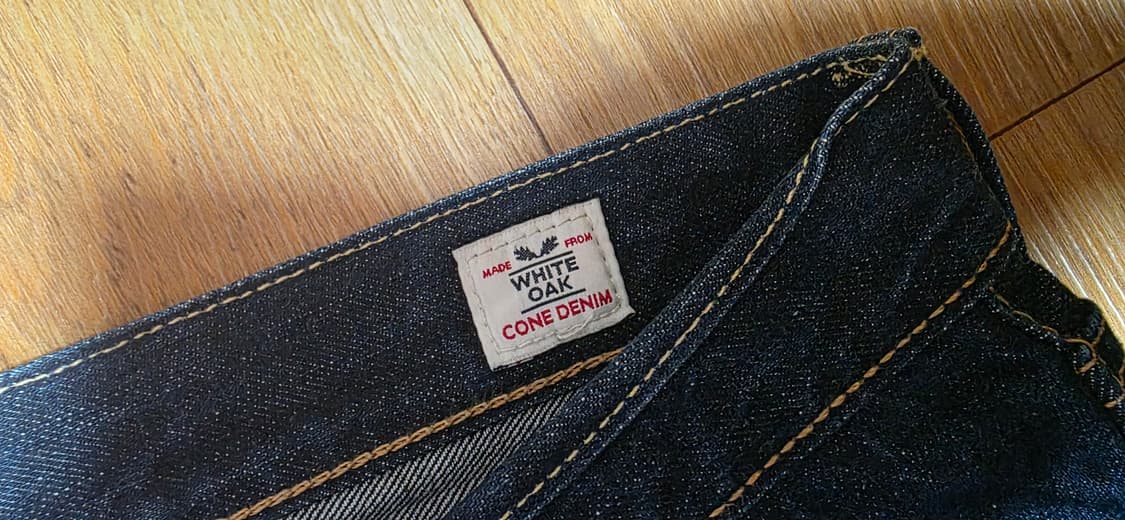 MADE FROM
WHITE
OAK
CONE DENIM